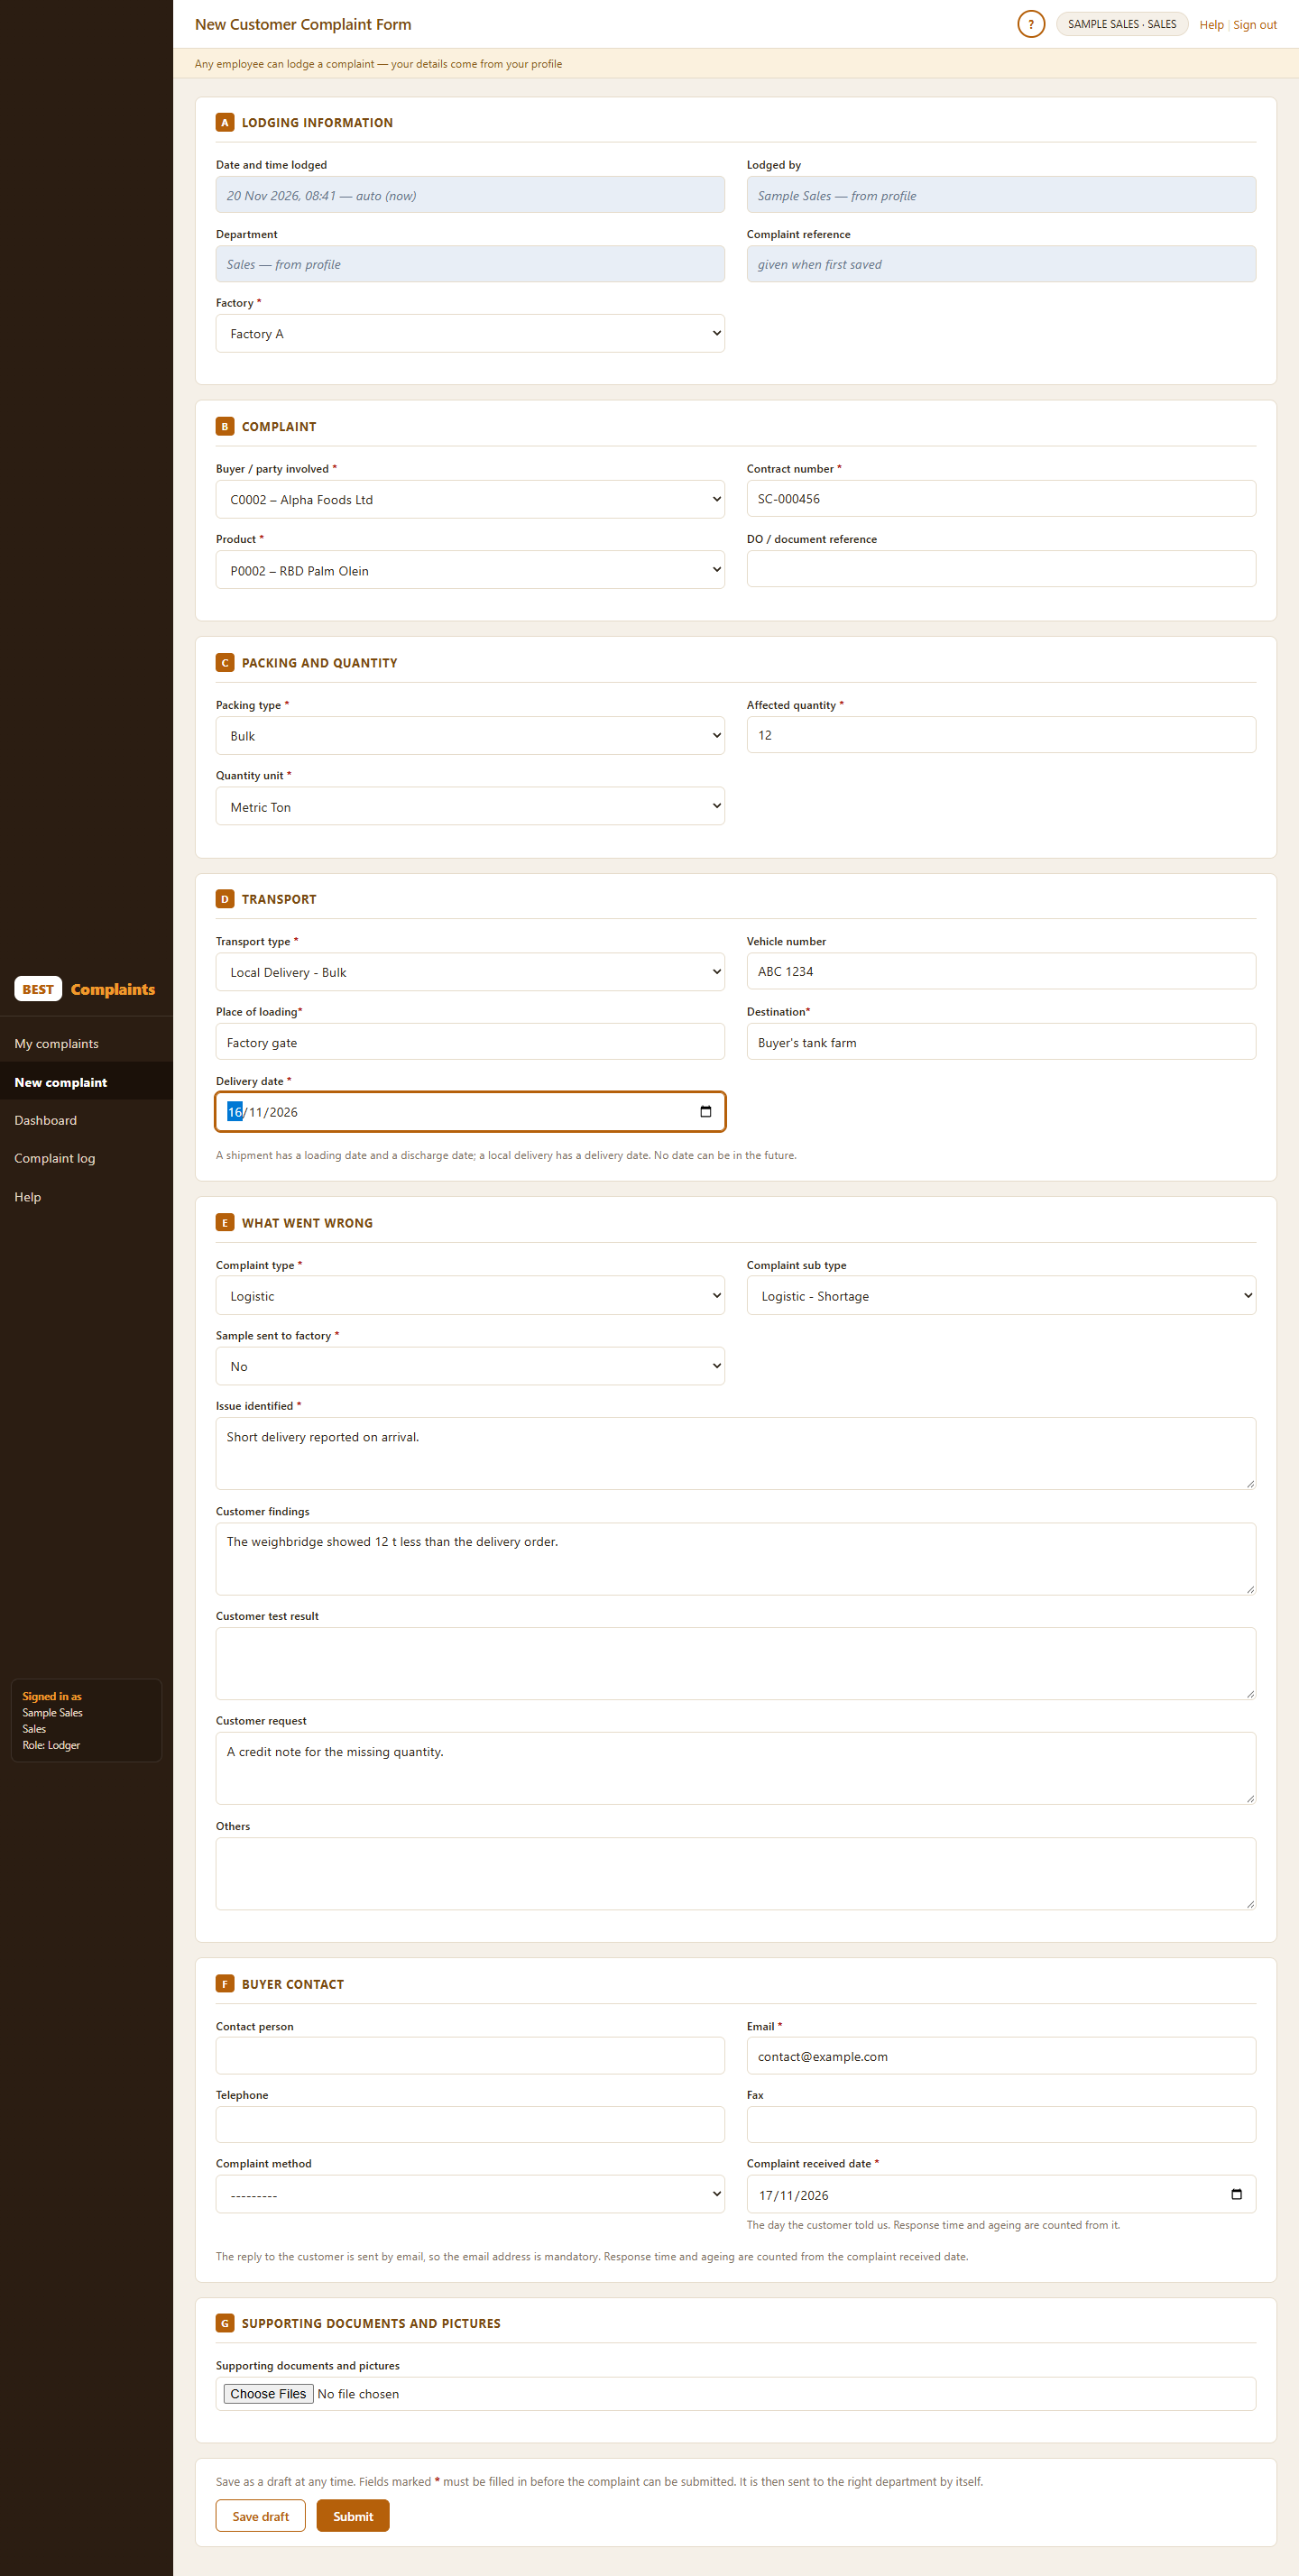 New Customer Complaint Form
?
SAMPLE SALES · SALES
Help | Sign out
Any employee can lodge a complaint — your details come from your profile
BEST Complaints
My complaints
New complaint
Dashboard
Complaint log
Help
Signed in as
Sample Sales
Sales
Role: Lodger
A LODGING INFORMATION
Date and time lodged
20 Nov 2026, 08:41 — auto (now)
Lodged by
Sample Sales — from profile
Department
Sales — from profile
Complaint reference
given when first saved
Factory *
Factory A
B COMPLAINT
Buyer / party involved *
C0002 – Alpha Foods Ltd
Contract number *
SC-000456
Product *
P0002 – RBD Palm Olein
DO / document reference
C PACKING AND QUANTITY
Packing type *
Bulk
Affected quantity *
12
Quantity unit *
Metric Ton
D TRANSPORT
Transport type *
Local Delivery - Bulk
Vehicle number
ABC 1234
Place of loading*
Factory gate
Destination*
Buyer's tank farm
Delivery date *
16/11/2026
A shipment has a loading date and a discharge date; a local delivery has a delivery date. No date can be in the future.
E WHAT WENT WRONG
Complaint type *
Logistic
Complaint sub type
Logistic - Shortage
Sample sent to factory *
No
Issue identified *
Short delivery reported on arrival.
Customer findings
The weighbridge showed 12 t less than the delivery order.
Customer test result
Customer request
A credit note for the missing quantity.
Others
F BUYER CONTACT
Contact person
Email *
contact@example.com
Telephone
Fax
Complaint method
---------
Complaint received date *
17/11/2026
The day the customer told us. Response time and ageing are counted from it.
The reply to the customer is sent by email, so the email address is mandatory. Response time and ageing are counted from the complaint received date.
G SUPPORTING DOCUMENTS AND PICTURES
Supporting documents and pictures
Choose Files No file chosen
Save as a draft at any time. Fields marked * must be filled in before the complaint can be submitted. It is then sent to the right department by itself.
Save draft
Submit